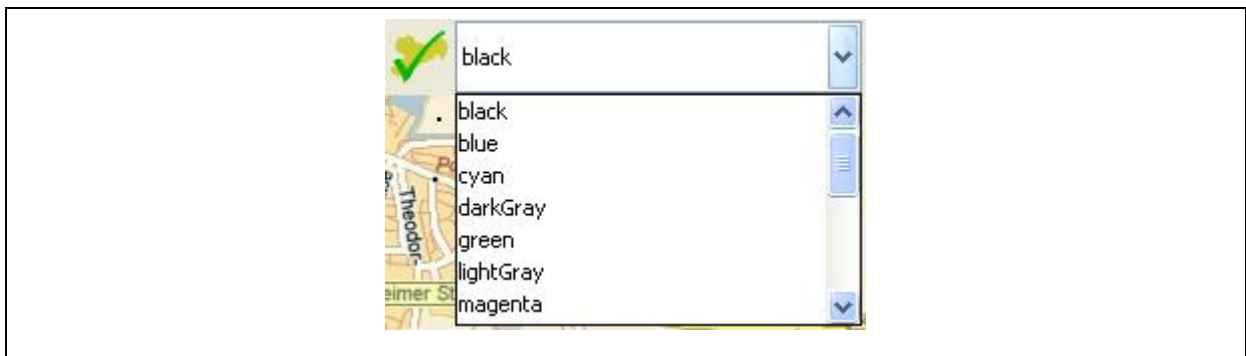 black
black
blue
cyan
darkGray
green
lightGray
magenta
Theodor-
eimer St